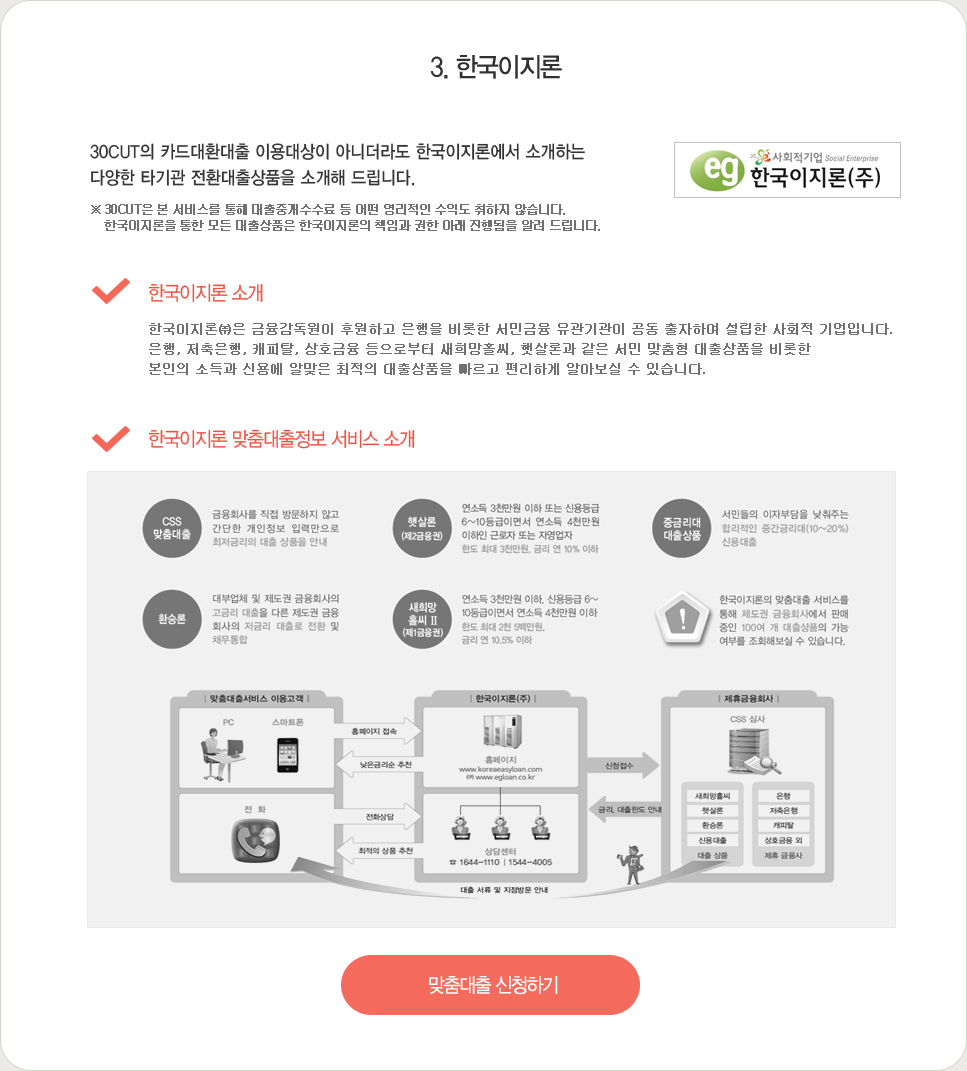 3. 한국이지론
30CUT의 카드대환대출 이용대상이 아니더라도 한국이지론에서 소개하는
다양한 타기관 전환대출상품을 소개해 드립니다.
※ 30CUT은 본 서비스를 통해 대출중개수수료 등 어떤 영리적인 수익도 취하지 않습니다.
한국이지론을 통한 모든 대출상품은 한국이지론의 책임과 권한 아래 진행됨을 알려 드립니다.
eg 사회적기업 Social Enterprise
한국이지론(주)
한국이지론 소개
한국이지론㈜은 금융감독원이 후원하고 은행을 비롯한 서민금융 유관기관이 공동 출자하여 설립한 사회적 기업입니다.
은행, 저축은행, 캐피탈, 상호금융 등으로부터 새희망홀씨, 햇살론과 같은 서민 맞춤형 대출상품을 비롯한
본인의 소득과 신용에 알맞은 최적의 대출상품을 빠르고 편리하게 알아보실 수 있습니다.
한국이지론 맞춤대출정보 서비스 소개
CSS
맞춤대출
금융회사를 직접 방문하지 않고
간단한 개인정보 입력만으로
최저금리의 대출 상품을 안내
햇살론
(제2금융권)
연소득 3천만원 이하 또는 신용등급
6~10등급이면서 연소득 4천만원
이하인 근로자 또는 자영업자
한도 최대 3천만원, 금리 연 10% 이하
중금리대
대출상품
서민들의 이자부담을 낮춰주는
합리적인 중간금리대(10~20%)
신용대출
환승론
대부업체 및 제도권 금융회사의
고금리 대출을 다른 제도권 금융
회사의 저금리 대출로 전환 및
채무통합
새희망
홀씨 Ⅱ
(제1금융권)
연소득 3천만원 이하, 신용등급 6~
10등급이면서 연소득 4천만원 이하
한도 최대 2천 5백만원,
금리 연 10.5% 이하
!
한국이지론의 맞춤대출 서비스를
통해 제도권 금융회사에서 판매
중인 100여 개 대출상품의 가능
여부를 조회해보실 수 있습니다.
| 맞춤대출서비스 이용고객 |
PC 스마트폰
전 화
홈페이지 접속
낮은금리순 추천
전화상담
최적의 상품 추천
| 한국이지론(주) |
홈페이지
www.koreaeasyloan.com
(구) www.egloan.co.kr
상담센터
☎ 1644-1110 | 1544-4005
신청접수
금리, 대출한도 안내
| 제휴금융회사 |
CSS 심사
새희망홀씨
햇살론
환승론
신용대출
대출 상품
은행
저축은행
캐피탈
상호금융 외
제휴 금융사
대출 서류 및 지점방문 안내
맞춤대출 신청하기